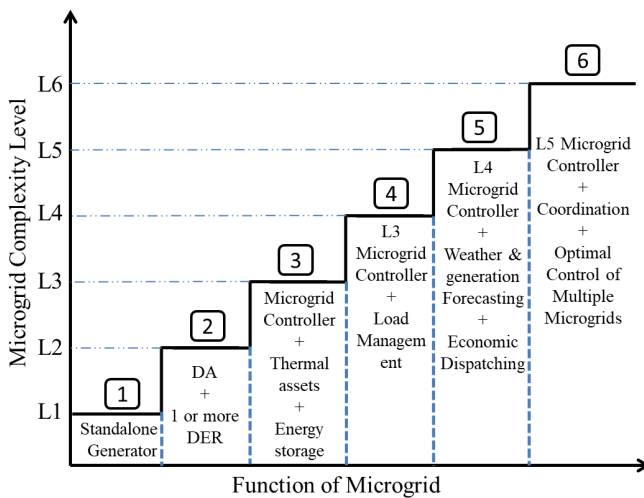 Microgrid Complexity Level
L6
L5
L4
L3
L2
L1
1
Standalone
Generator
2
DA
+
1 or more
DER
3
Microgrid
Controller
+
Thermal
assets
+
Energy
storage
4
L3
Microgrid
Controller
+
Load
Managem
ent
5
L4
Microgrid
Controller
+
Weather &
generation
Forecasting
+
Economic
Dispatching
6
L5 Microgrid
Controller
+
Coordination
+
Optimal
Control of
Multiple
Microgrids
Function of Microgrid